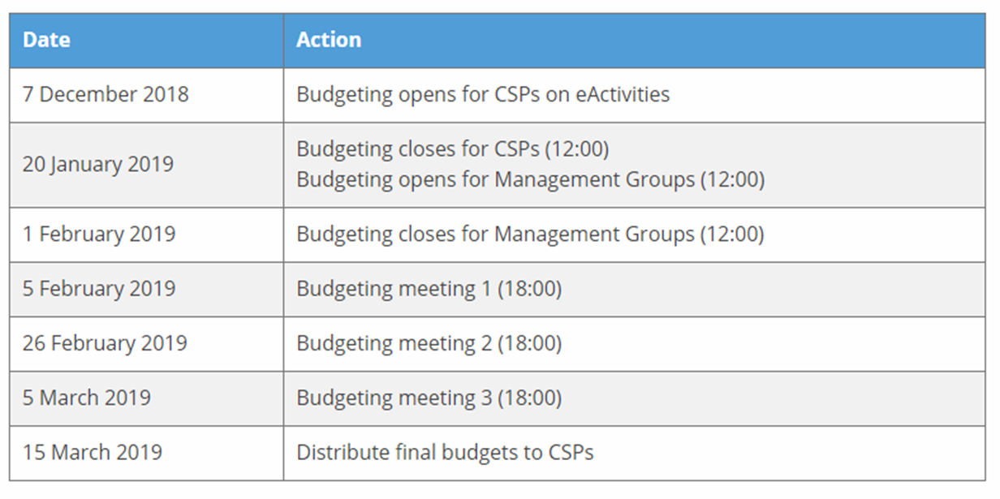 Date Action
7 December 2018 Budgeting opens for CSPs on eActivities
20 January 2019 Budgeting closes for CSPs (12:00)
Budgeting opens for Management Groups (12:00)
1 February 2019 Budgeting closes for Management Groups (12:00)
5 February 2019 Budgeting meeting 1 (18:00)
26 February 2019 Budgeting meeting 2 (18:00)
5 March 2019 Budgeting meeting 3 (18:00)
15 March 2019 Distribute final budgets to CSPs